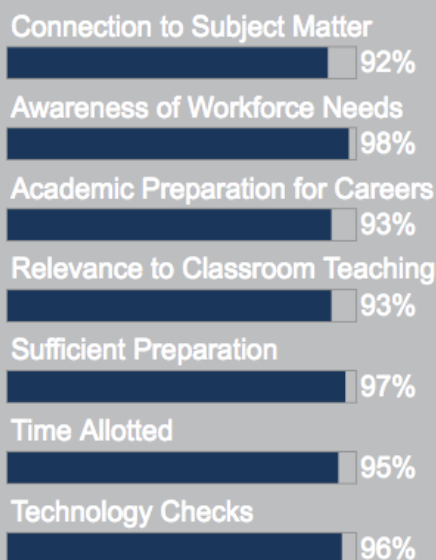 Connection to Subject Matter
92%
Awareness of Workforce Needs
98%
Academic Preparation for Careers
93%
Relevance to Classroom Teaching
93%
Sufficient Preparation
97%
Time Allotted
95%
Technology Checks
96%